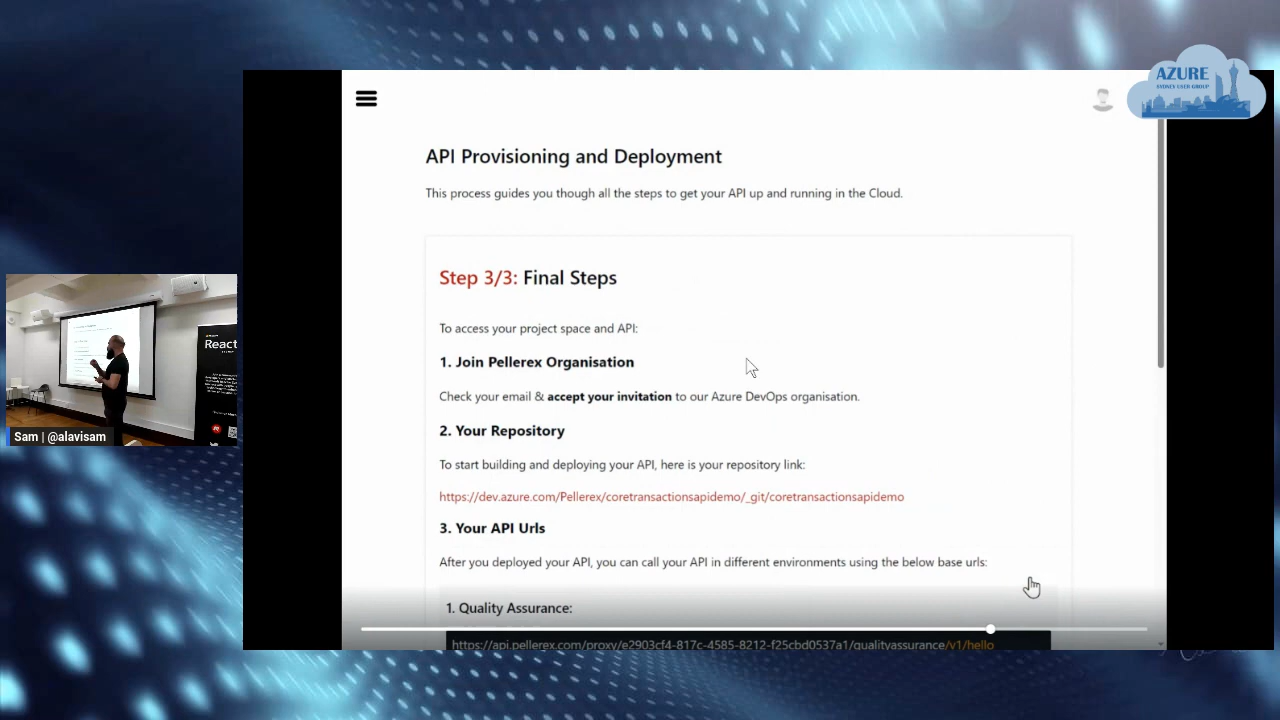 AZURE
SYDNEY USER GROUP
API Provisioning and Deployment
This process guides you though all the steps to get your API up and running in the Cloud.
Step 3/3: Final Steps
To access your project space and API:
1. Join Pellerex Organisation
Check your email & accept your invitation to our Azure DevOps organisation.
2. Your Repository
To start building and deploying your API, here is your repository link:
https://dev.azure.com/Pellerex/coretransactionsapidemo/_git/coretransactionsapidemo
3. Your API Urls
After you deployed your API, you can call your API in different environments using the below base urls:
1. Quality Assurance:
https://api.pellerex.com/proxy/e2903cf4-817c-4585-8212-f25cbd0537a1/qualityassurance/v1/hello
React
Sam | @alavisam